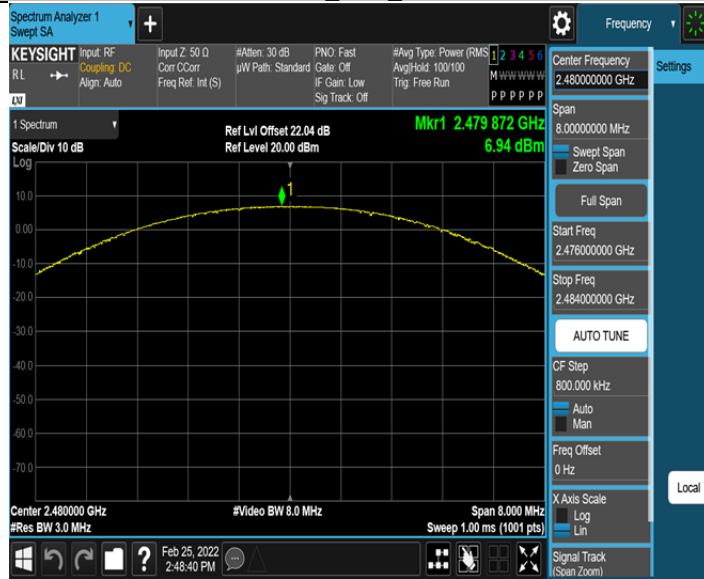 Spectrum Analyzer 1
Swept SA
Frequency
KEYSIGHT
RL
LXI
Input: RF
Coupling: DC
Align: Auto
Input Z: 50 Ω
Corr CCorr
Freq Ref: Int (S)
#Atten: 30 dB
µW Path: Standard
PNO: Fast
Gate: Off
IF Gain: Low
Sig Track: Off
#Avg Type: Power (RMS
Avg|Hold: 100/100
Trig: Free Run
1 2 3 4 5 6
M W W W W W
P P P P P P
1 Spectrum
Scale/Div 10 dB
Log
Ref Lvl Offset 22.04 dB
Ref Level 20.00 dBm
Mkr1 2.479 872 GHz
6.94 dBm
1
10.0
0.00
-10.0
-20.0
-30.0
-40.0
-50.0
-60.0
-70.0
Center 2.480000 GHz
#Res BW 3.0 MHz
#Video BW 8.0 MHz
Span 8.000 MHz
Sweep 1.00 ms (1001 pts)
Feb 25, 2022
2:48:40 PM
?
Center Frequency
2.480000000 GHz
Settings
Span
8.00000000 MHz
Swept Span
Zero Span
Full Span
Start Freq
2.476000000 GHz
Stop Freq
2.484000000 GHz
AUTO TUNE
CF Step
800.000 kHz
Auto
Man
Freq Offset
0 Hz
X Axis Scale
Log
Lin
Local
Signal Track
(Span Zoom)